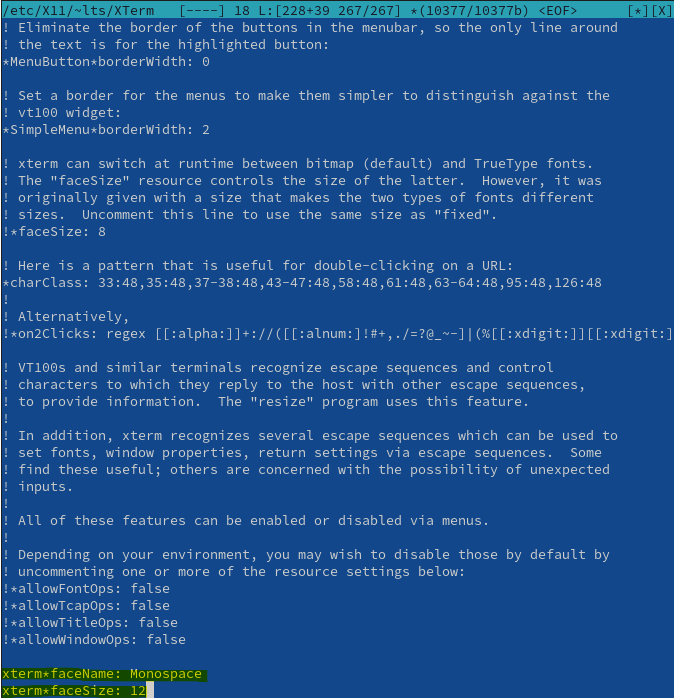 /etc/X11/~lts/XTerm [----] 18 L:[228+39 267/267] *(10377/10377b) <EOF> [*][X]
! Eliminate the border of the buttons in the menubar, so the only line around
! the text is for the highlighted button:
*MenuButton*borderWidth: 0
! Set a border for the menus to make them simpler to distinguish against the
! vt100 widget:
*SimpleMenu*borderWidth: 2
! xterm can switch at runtime between bitmap (default) and TrueType fonts.
! The "faceSize" resource controls the size of the latter. However, it was
! originally given with a size that makes the two types of fonts different
! sizes. Uncomment this line to use the same size as "fixed".
!*faceSize: 8
! Here is a pattern that is useful for double-clicking on a URL:
*charClass: 33:48,35:48,37-38:48,43-47:48,58:48,61:48,63-64:48,95:48,126:48
!
! Alternatively,
!*on2Clicks: regex [[:alpha:]]+://([[:alnum:]!#+,./=?@_~-]|(%[[:xdigit:]][[:xdigit:]
! VT100s and similar terminals recognize escape sequences and control
! characters to which they reply to the host with other escape sequences,
! to provide information. The "resize" program uses this feature.
!
! In addition, xterm recognizes several escape sequences which can be used to
! set fonts, window properties, return settings via escape sequences. Some
! find these useful; others are concerned with the possibility of unexpected
! inputs.
!
! All of these features can be enabled or disabled via menus.
!
! Depending on your environment, you may wish to disable those by default by
! uncommenting one or more of the resource settings below:
!*allowFontOps: false
!*allowTcapOps: false
!*allowTitleOps: false
!*allowWindowOps: false
xterm*faceName: Monospace
xterm*faceSize: 12